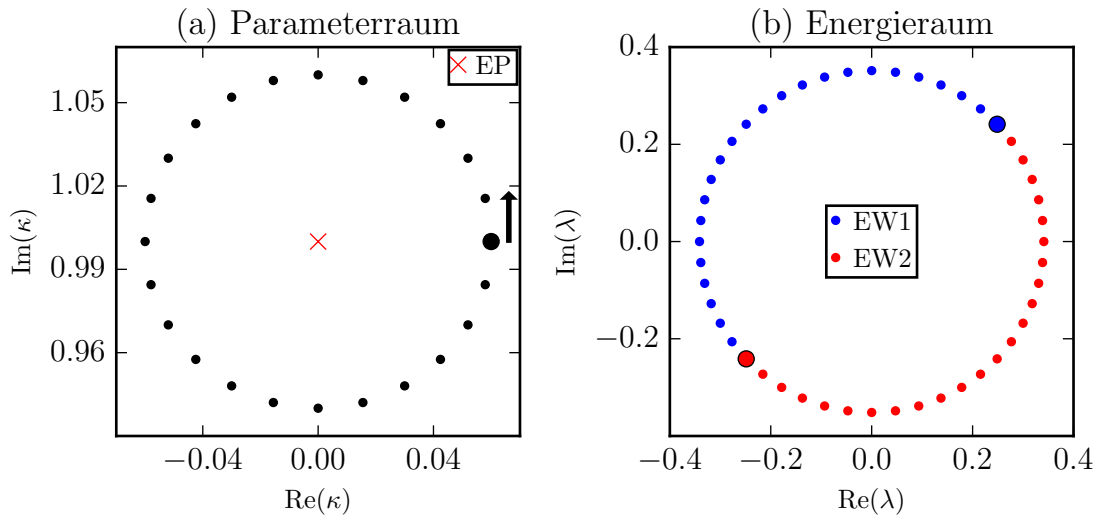 (a) Parameterraum
EP
1.05
1.02
0.99
0.96
Im(κ)
−0.04
0.00
0.04
Re(κ)
(b) Energieraum
0.4
0.2
0.0
−0.2
Im(λ)
EW1
EW2
−0.4
−0.2
0.0
0.2
0.4
Re(λ)